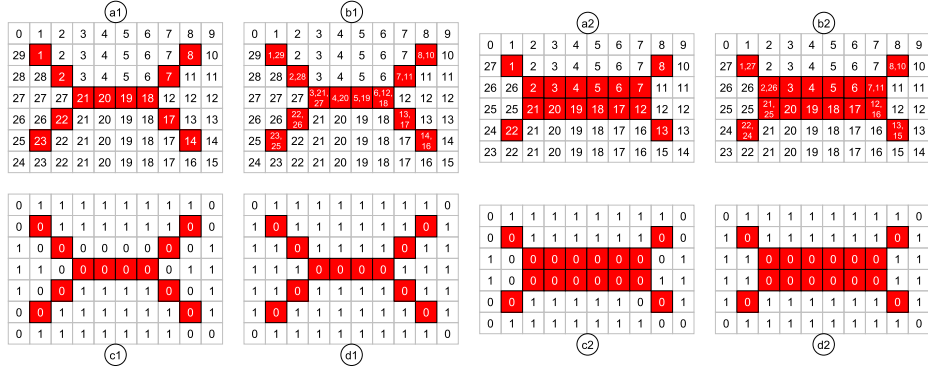 a1
0 1 2 3 4 5 6 7 8 9
29 1 2 3 4 5 6 7 8 10
28 28 2 3 4 5 6 7 11 11
27 27 27 21 20 19 18 12 12 12
26 26 22 21 20 19 18 17 13 13
25 23 22 21 20 19 18 17 14 14
24 23 22 21 20 19 18 17 16 15
b1
0 1 2 3 4 5 6 7 8 9
29 1,29 2 3 4 5 6 7 8,10 10
28 28 2,28 3 4 5 6 7,11 11 11
27 27 27 3,21,27 4,20 5,19 6,12,18 12 12 12
26 26 22,26 21 20 19 18 13,17 13 13
25 23,25 22 21 20 19 18 17 14,16 14
24 23 22 21 20 19 18 17 16 15
a2
0 1 2 3 4 5 6 7 8 9
27 1 2 3 4 5 6 7 8 10
26 26 2 3 4 5 6 7 11 11
25 25 21 20 19 18 17 12 12 12
24 22 21 20 19 18 17 16 13 13
23 22 21 20 19 18 17 16 15 14
b2
0 1 2 3 4 5 6 7 8 9
27 1,27 2 3 4 5 6 7 8,10 10
26 26 2,26 3 4 5 6 7,11 11 11
25 25 21,25 20 19 18 17 12,16 12 12
24 22,24 21 20 19 18 17 16 13,15 13
23 22 21 20 19 18 17 16 15 14
0 1 1 1 1 1 1 1 1 0
0 0 1 1 1 1 1 1 0 0
1 0 0 0 0 0 0 0 0 1
1 1 1 0 0 0 0 0 1 1
1 0 0 1 1 1 1 0 0 1
0 0 1 1 1 1 1 1 0 0
0 1 1 1 1 1 1 1 1 0
c1
0 1 1 1 1 1 1 1 1 0
1 0 1 1 1 1 1 1 0 1
1 1 0 1 1 1 1 0 1 1
1 1 1 0 0 0 0 1 1 1
1 1 0 1 1 1 1 0 1 1
1 0 1 1 1 1 1 1 0 1
0 1 1 1 1 1 1 1 1 0
d1
0 1 1 1 1 1 1 1 1 0
0 0 1 1 1 1 1 1 0 0
1 1 0 0 0 0 0 0 1 1
1 1 0 0 0 0 0 0 1 1
0 0 1 1 1 1 1 1 0 1
0 1 1 1 1 1 1 1 1 0
c2
0 1 1 1 1 1 1 1 1 0
1 0 1 1 1 1 1 1 0 1
1 1 0 0 0 0 0 0 1 1
1 1 0 0 0 0 0 0 1 1
1 0 1 1 1 1 1 1 0 1
0 1 1 1 1 1 1 1 1 0
d2